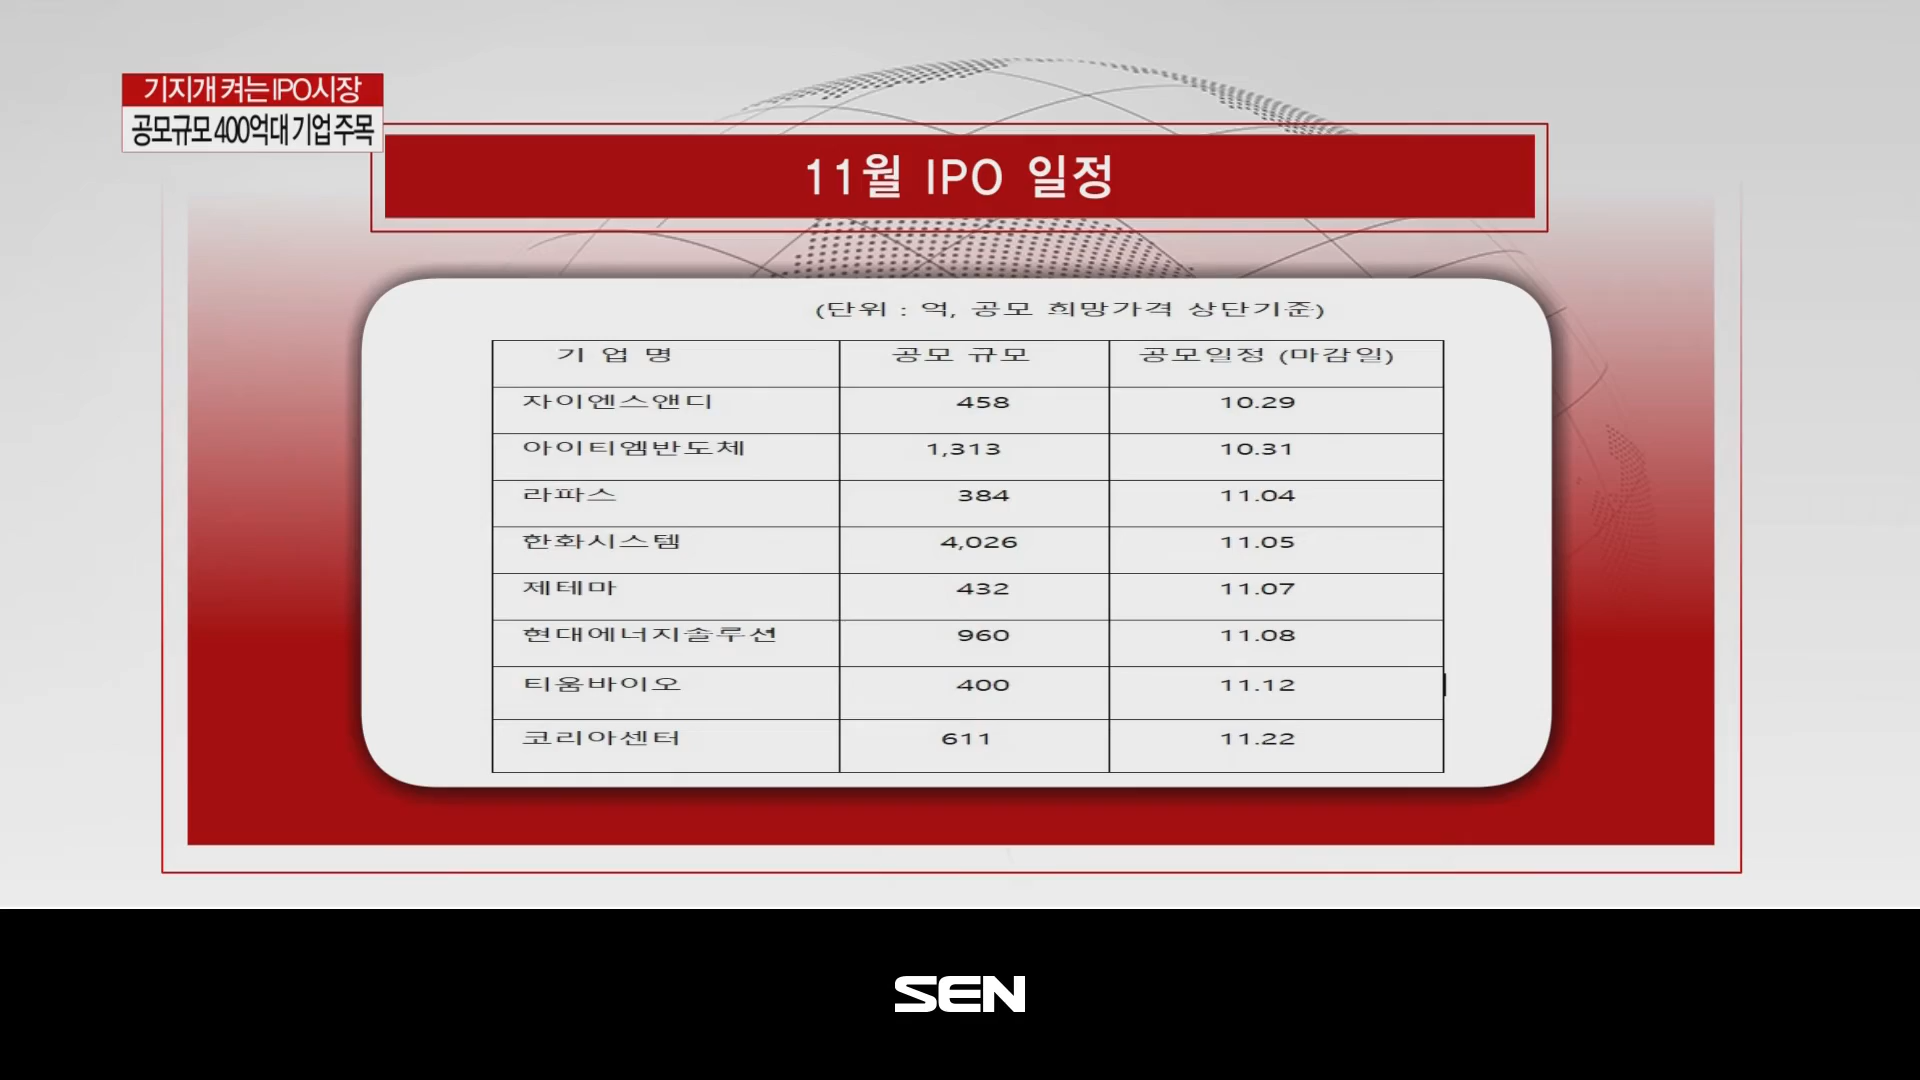 기지개 켜는 IPO시장
공모규모 400억대 기업 주목
11월 IPO 일정
(단위 : 억, 공모 희망가격 상단기준)
기 업 명 공모 규모 공모일정 (마감일)
자이엔스앤디 458 10.29
아이티엠반도체 1,313 10.31
라파스 384 11.04
한화시스템 4,026 11.05
제테마 432 11.07
현대에너지솔루션 960 11.08
티움바이오 400 11.12
코리아센터 611 11.22
SEN